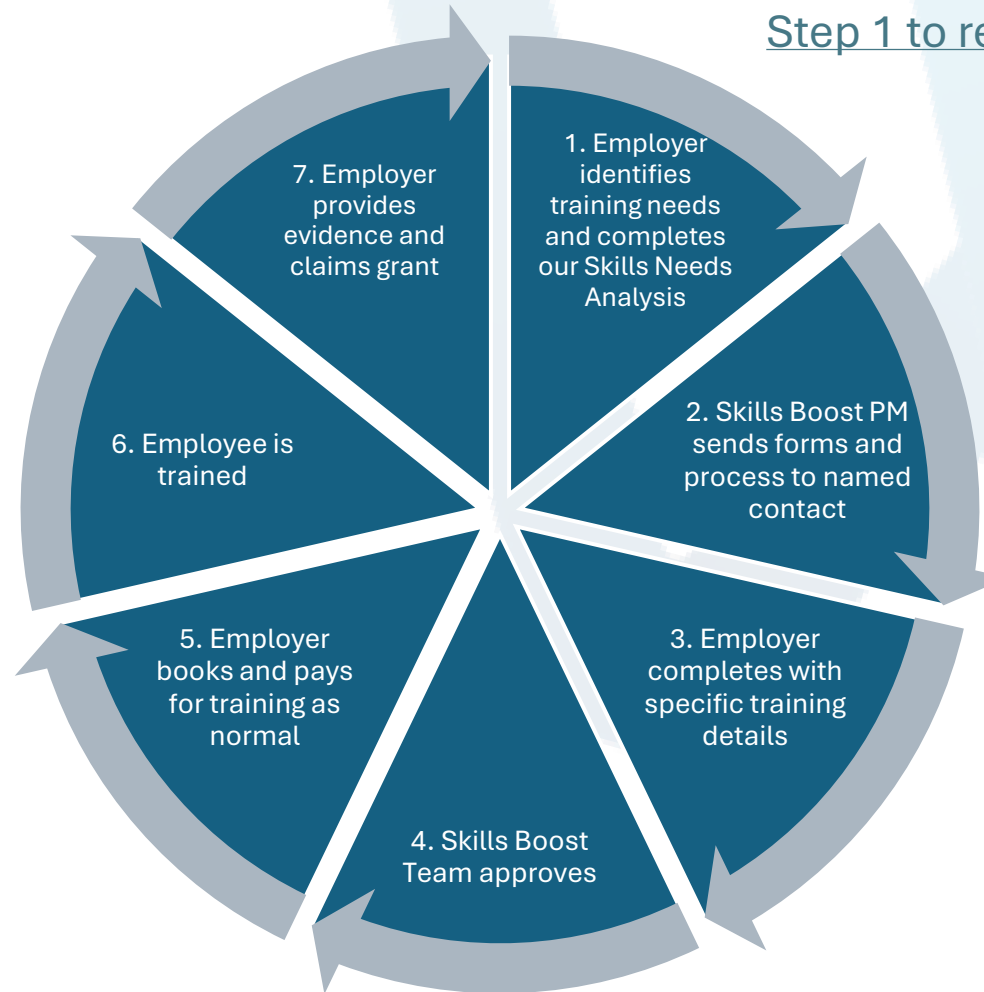 Step 1 to re
1. Employer
identifies
training needs
and completes
our Skills Needs
Analysis
2. Skills Boost PM
sends forms and
process to named
contact
3. Employer
completes with
specific training
details
4. Skills Boost
Team approves
5. Employer
books and pays
for training as
normal
6. Employee is
trained
7. Employer
provides
evidence and
claims grant